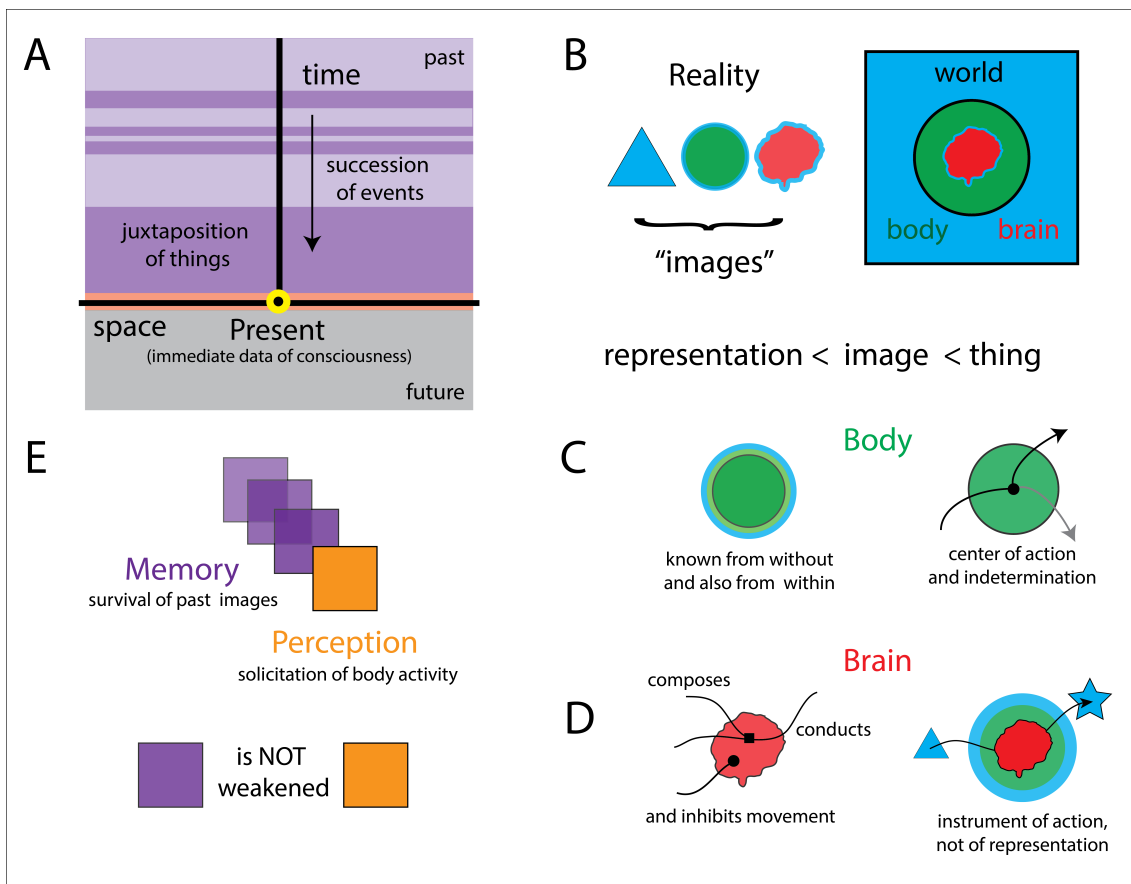 A
past
time
succession
of events
juxtaposition
of things
space
Present
(immediate data of consciousness)
future
B
Reality
“images”
world
body
brain
representation < image < thing
C
Body
known from without
and also from within
center of action
and indetermination
D
Brain
composes
conducts
and inhibits movement
instrument of action,
not of representation
E
Memory
survival of past images
Perception
solicitation of body activity
is NOT
weakened